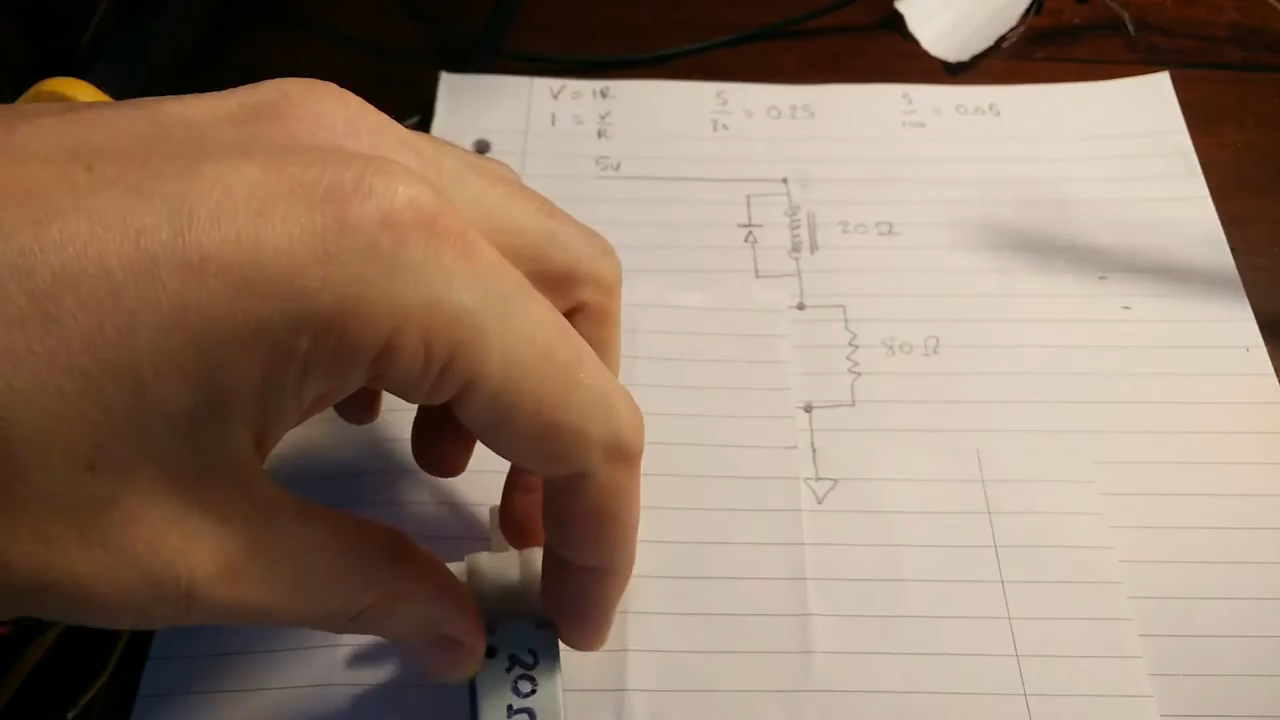 V = IR
I = V/R
5/20 = 0.25
5/100 = 0.05
5v
20Ω
80Ω
20Ω